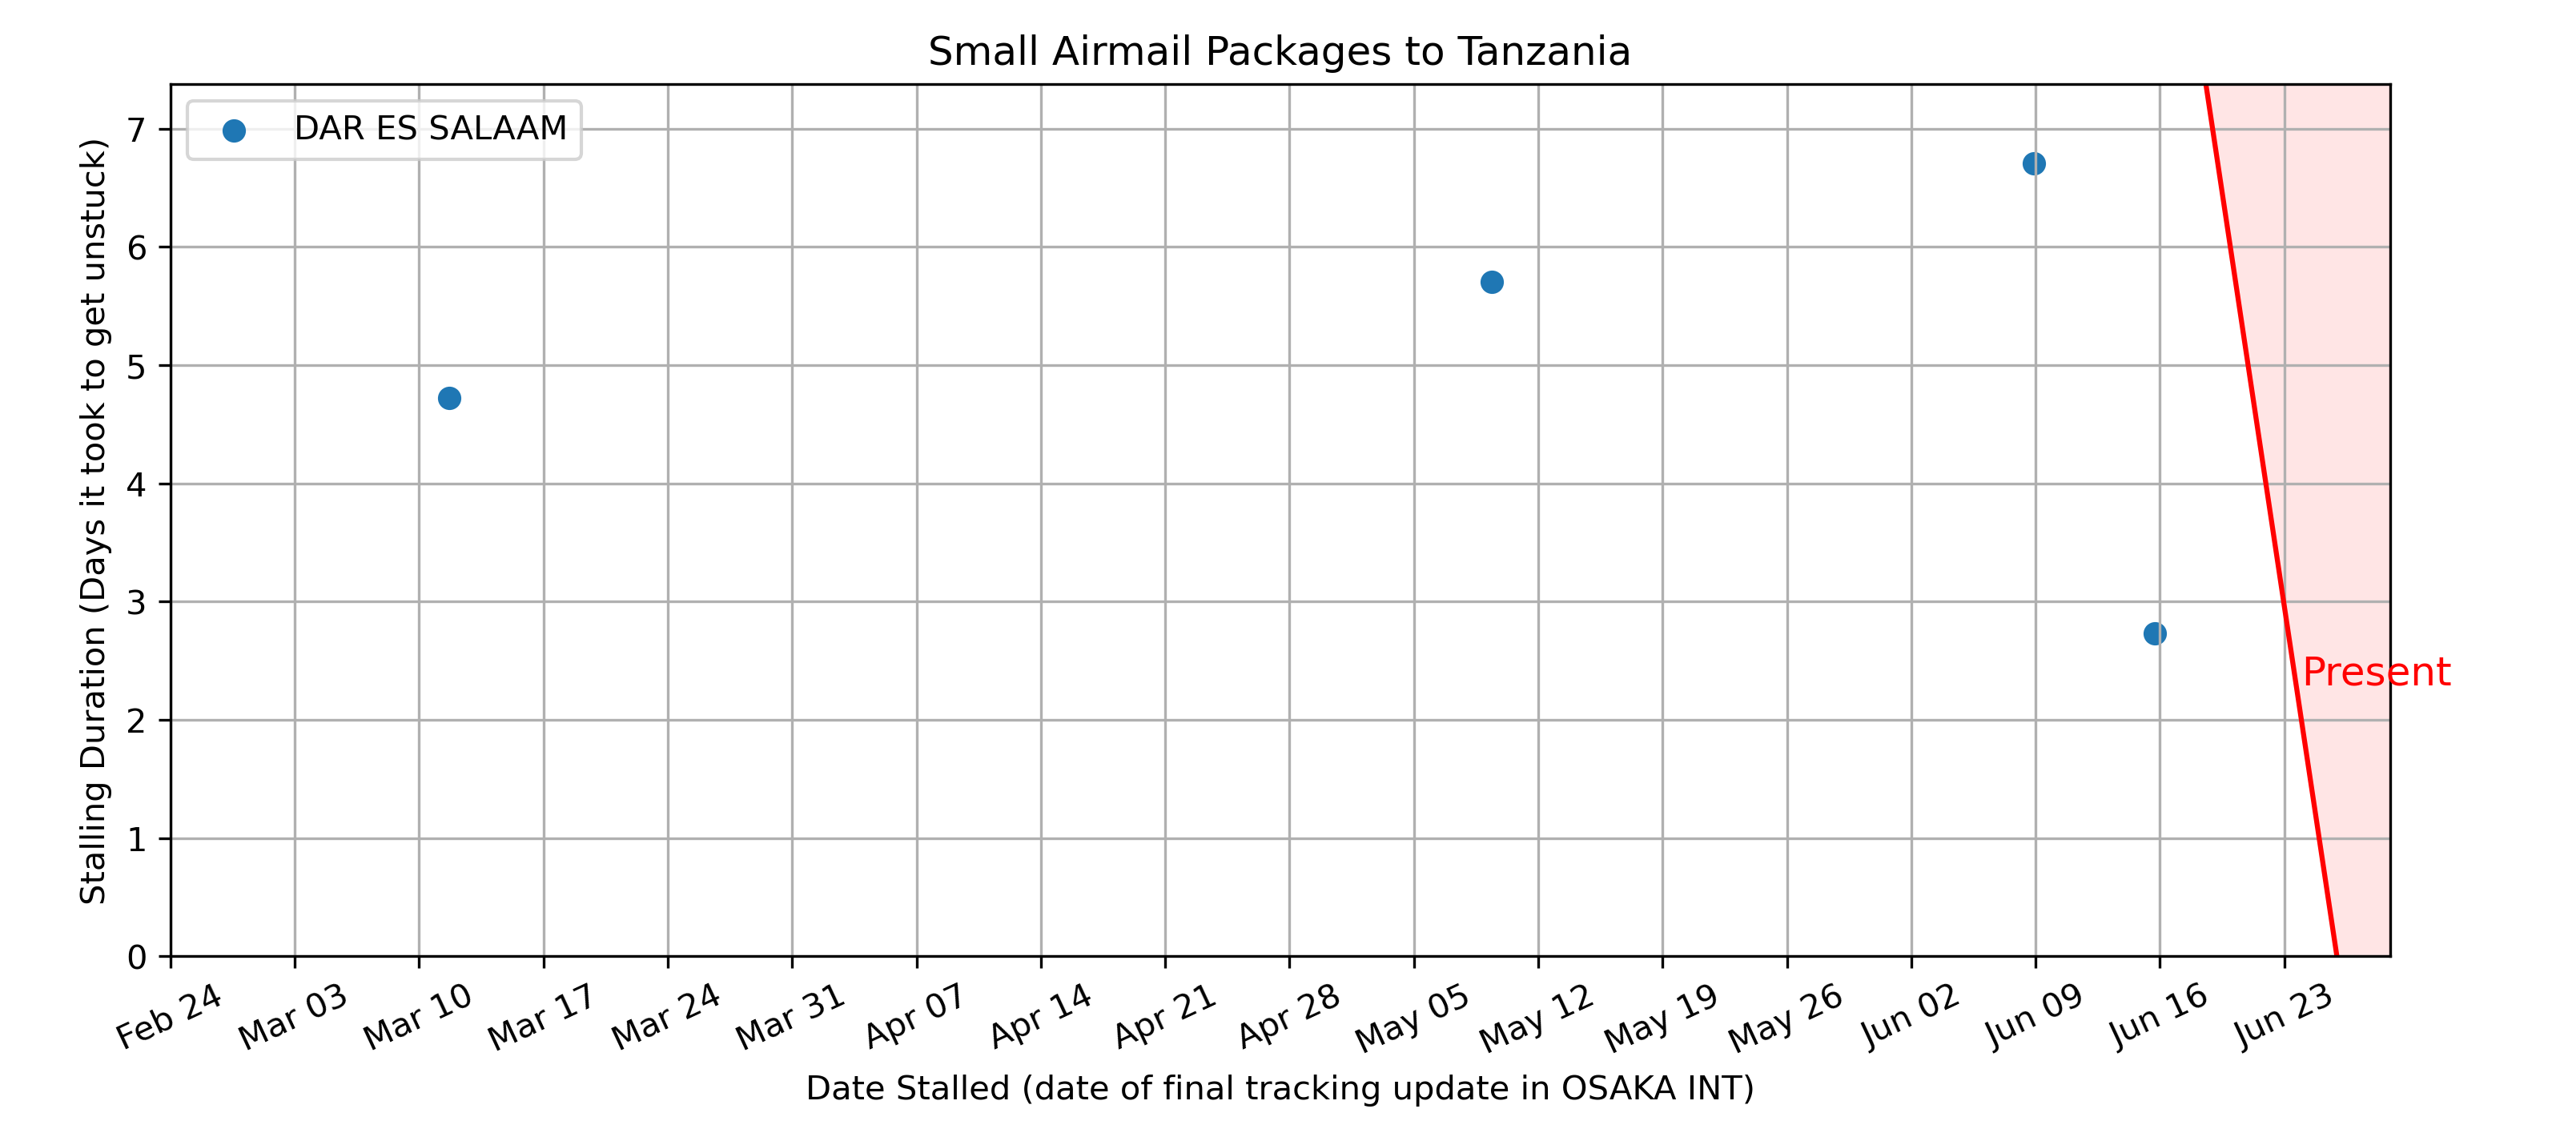 Small Airmail Packages to Tanzania
DAR ES SALAAM
Stalling Duration (Days it took to get unstuck)
7
6
5
4
3
2
1
0
Present
Feb 24
Mar 03
Mar 10
Mar 17
Mar 24
Mar 31
Apr 07
Apr 14
Apr 21
Apr 28
May 05
May 12
May 19
May 26
Jun 02
Jun 09
Jun 16
Jun 23
Date Stalled (date of final tracking update in OSAKA INT)